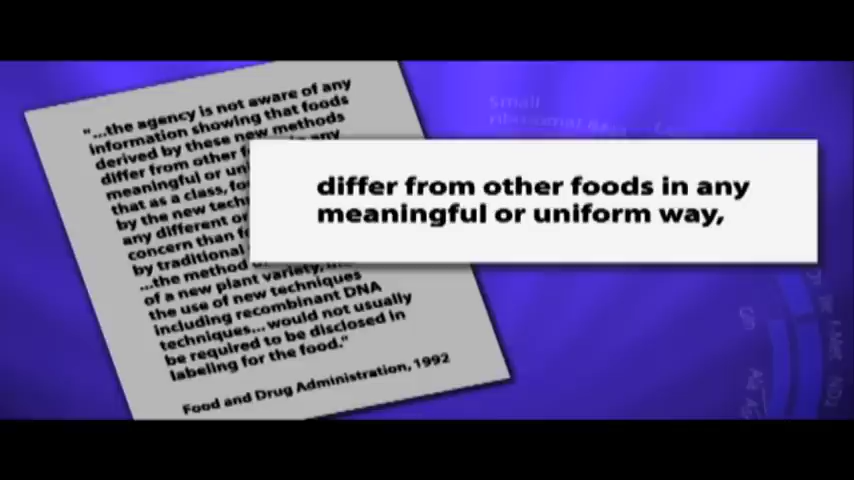 "...the agency is not aware of any
information showing that foods
derived by these new methods
differ from other in any
meaningful or
that as a class,
by the new
any different or
concern than
by traditional
...the method
of a new plant variety,
the use of new techniques
including recombinant DNA
techniques... would not usually
be required to be disclosed in
labeling for the food."
Food and Drug Administration, 1992
differ from other foods in any
meaningful or uniform way,
Small